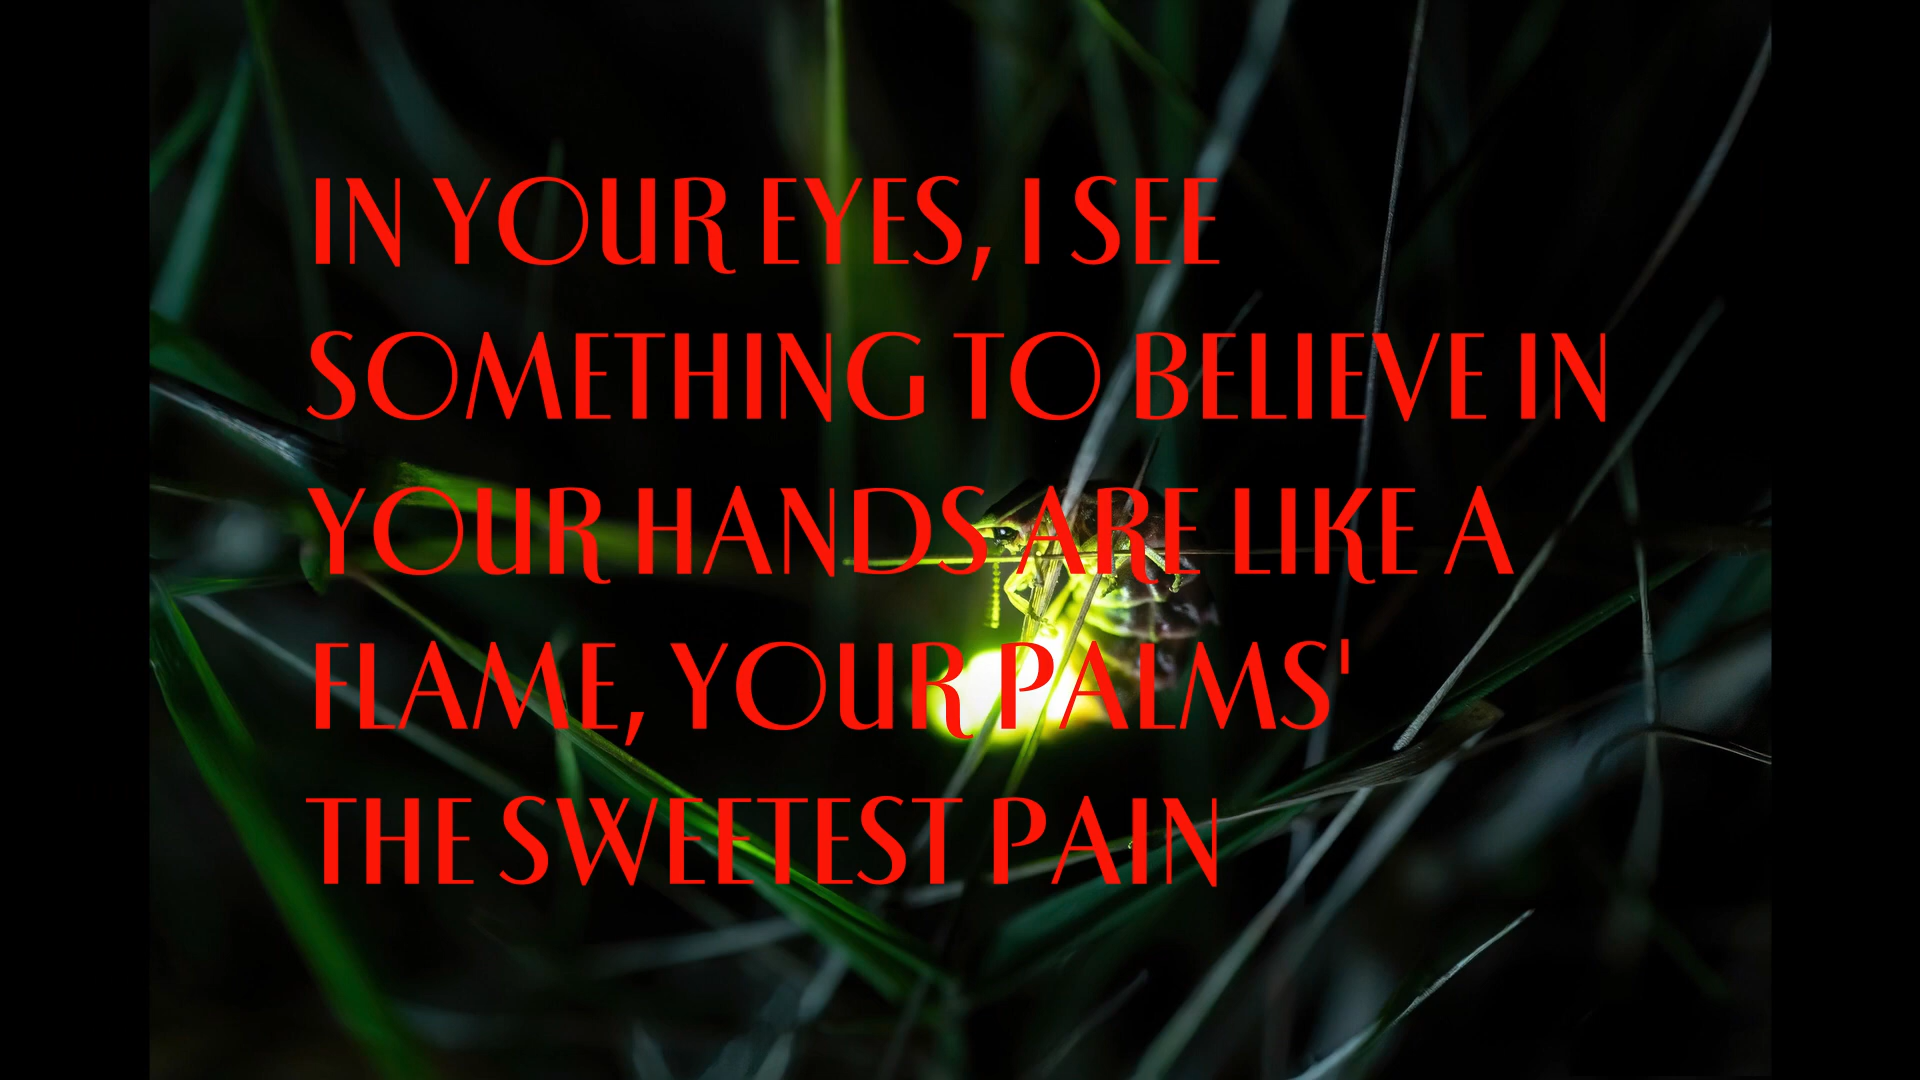 IN YOUR EYES, I SEE
SOMETHING TO BELIEVE IN
YOUR HANDS ARE LIKE A
FLAME, YOUR PALMS'
THE SWEETEST PAIN